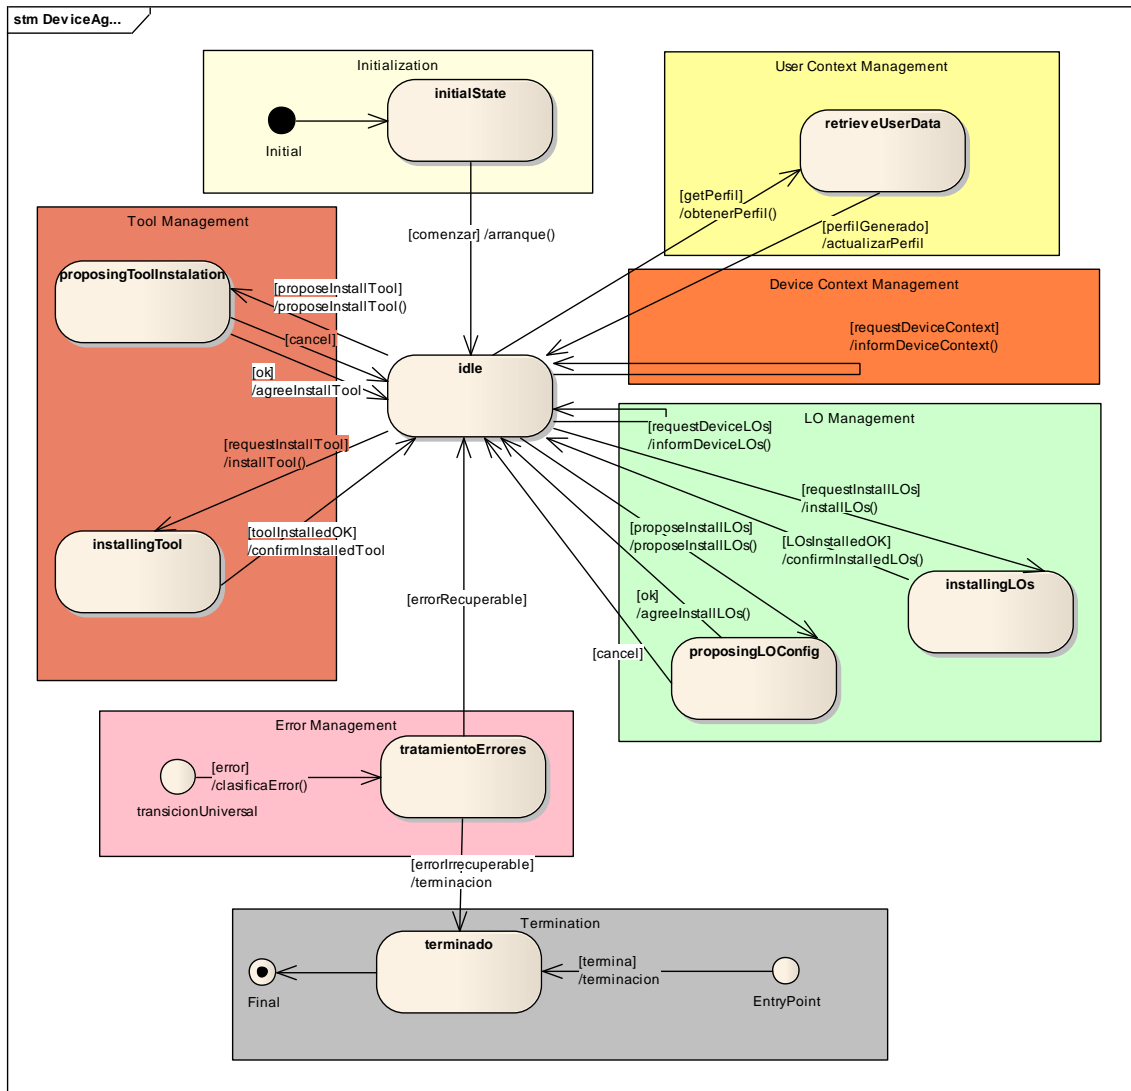 stm DeviceAg...
Initialization
initialState
Initial
User Context Management
retrieveUserData
[getPerfil]
/obtenerPerfil()
[perfilGenerado]
/actualizarPerfil
[comenzar] /arranque()
Tool Management
proposingToolInstalation
[proposeInstallTool]
/proposeInstallTool()
[cancel]
[ok]
/agreeInstallTool
Device Context Management
[requestDeviceContext]
/informDeviceContext()
idle
LO Management
[requestDeviceLOs]
/informDeviceLOs()
[requestInstallTool]
/installTool()
[requestInstallLOs]
/installLOs()
[toolInstalledOK]
/confirmInstalledTool
installingTool
[proposeInstallLOs]
/proposeInstallLOs()
[LOsInstalledOK]
/confirmInstalledLOs()
installingLOs
[errorRecuperable]
[ok]
/agreeInstallLOs()
[cancel]
proposingLOConfig
Error Management
tratamientoErrores
[error]
/clasificaError()
transicionUniversal
[errorIrrecuperable]
/terminacion
Termination
terminado
[termina]
/terminacion
Final
EntryPoint